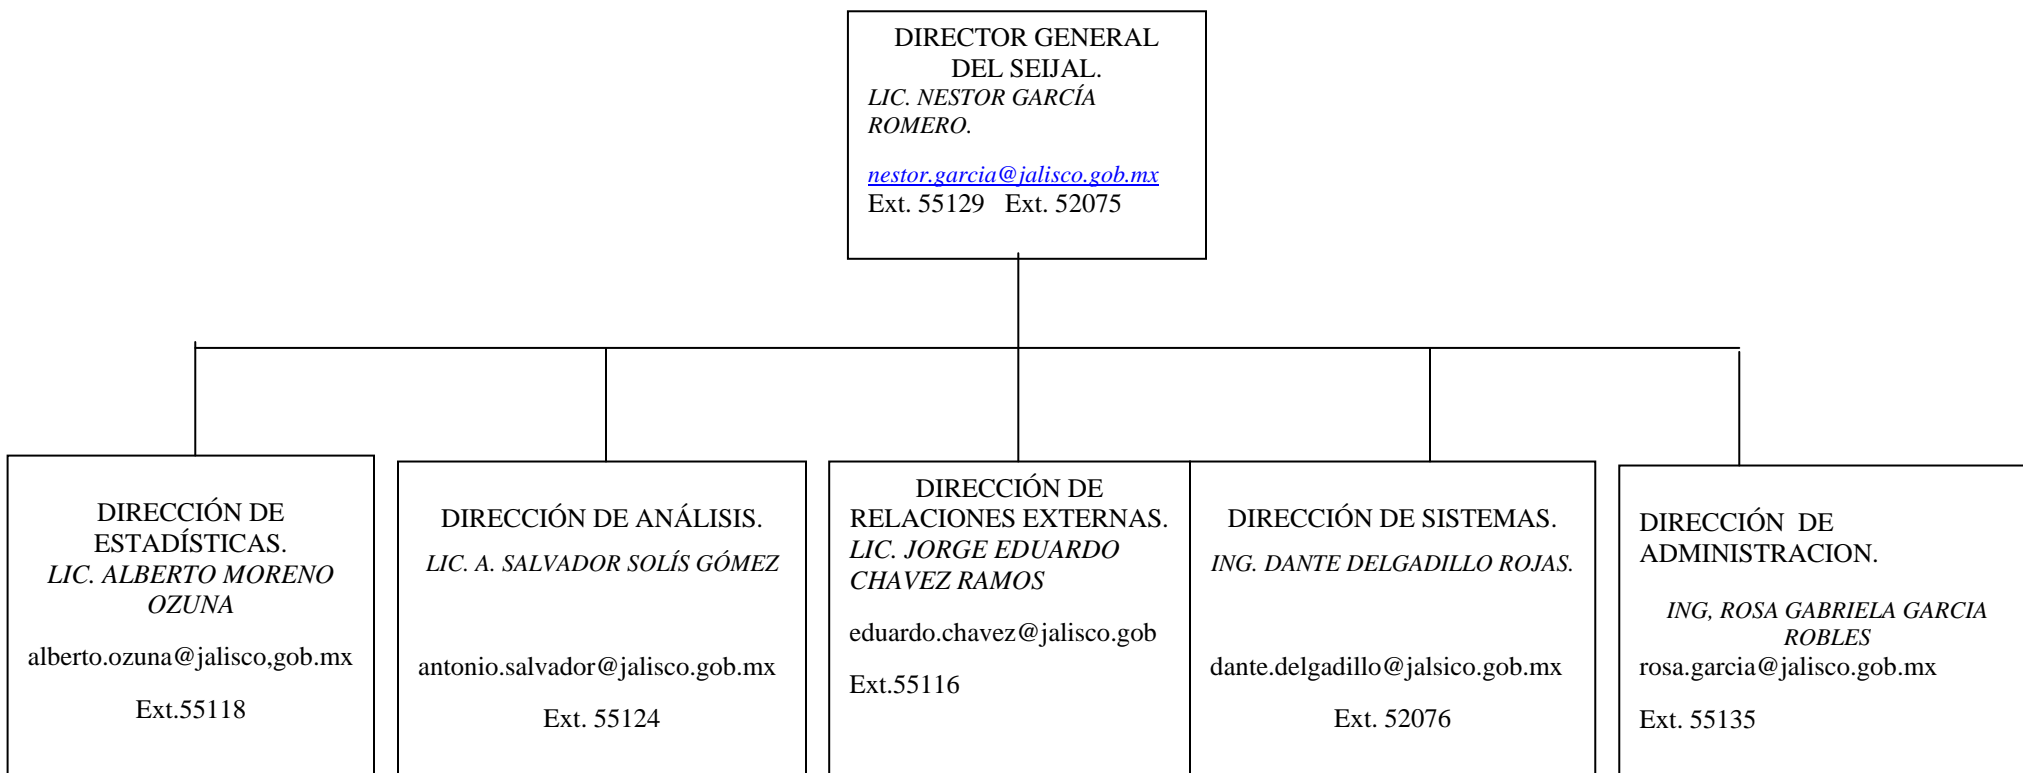 DIRECTOR GENERAL
DEL SEIJAL.
LIC. NESTOR GARCÍA
ROMERO.
nestor.garcia@jalisco.gob.mx
Ext. 55129   Ext. 52075
DIRECCIÓN DE
ESTADÍSTICAS.
LIC. ALBERTO MORENO
OZUNA
alberto.ozuna@jalisco,gob.mx
Ext.55118
DIRECCIÓN DE ANÁLISIS.
LIC. A. SALVADOR SOLÍS GÓMEZ
antonio.salvador@jalisco.gob.mx
Ext. 55124
DIRECCIÓN DE
RELACIONES EXTERNAS.
LIC. JORGE EDUARDO
CHAVEZ RAMOS
eduardo.chavez@jalisco.gob
Ext.55116
DIRECCIÓN DE SISTEMAS.
ING. DANTE DELGADILLO ROJAS.
dante.delgadillo@jalsico.gob.mx
Ext. 52076
DIRECCIÓN  DE
ADMINISTRACION.
ING, ROSA GABRIELA GARCIA
ROBLES
rosa.garcia@jalisco.gob.mx
Ext. 55135